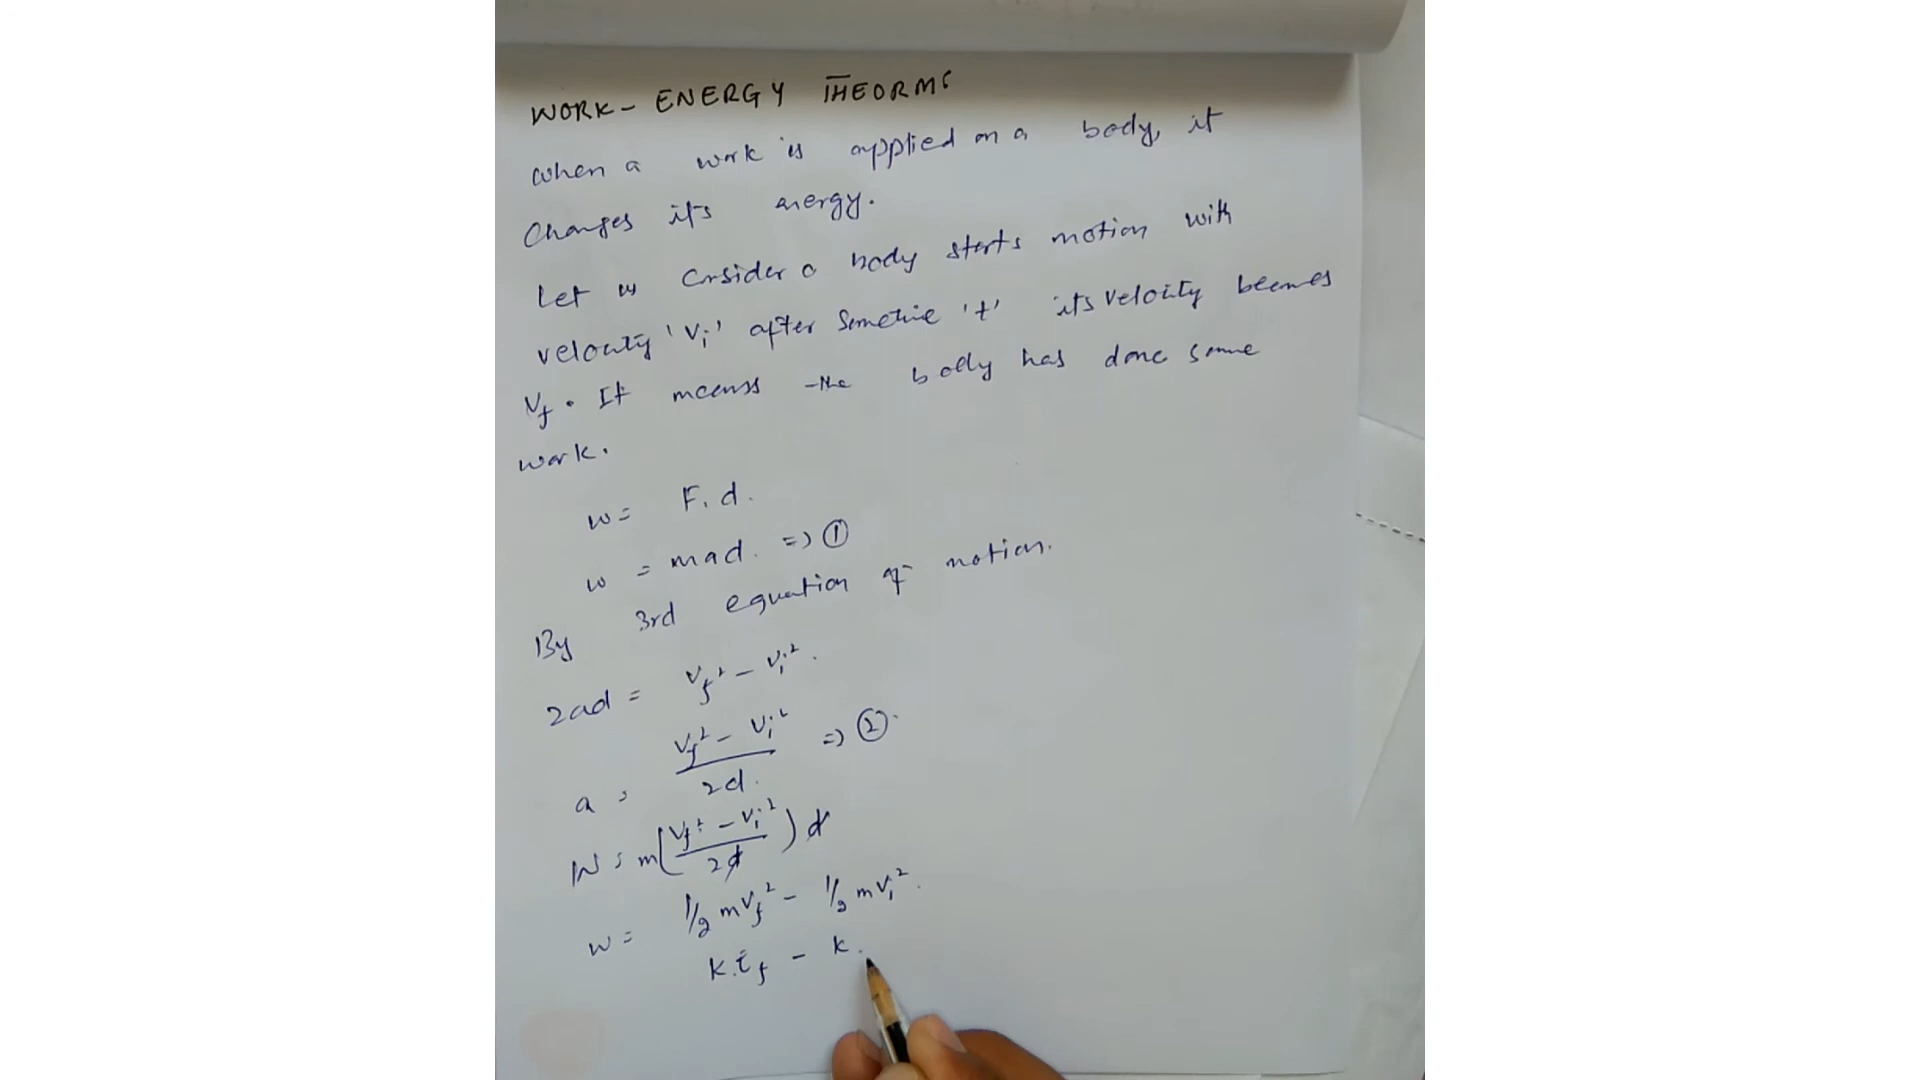 WORK - ENERGY THEORMS
when a work is applied on a body, it
Changes it's energy.
Let us Consider a body starts motion with
velocity 'Vi' after sometime 't' its velocity becomes
Vf. It means the body has done some
work.
w = F.d.
w = mad. => ①
By 3rd equation of motion.
2ad = Vf² - Vi².
a = (Vf² - Vi²)/2d. => ②.
W = m(Vf² - Vi²/2d) d
w = 1/2 mVf² - 1/2 mVi².
K.Ef - K.